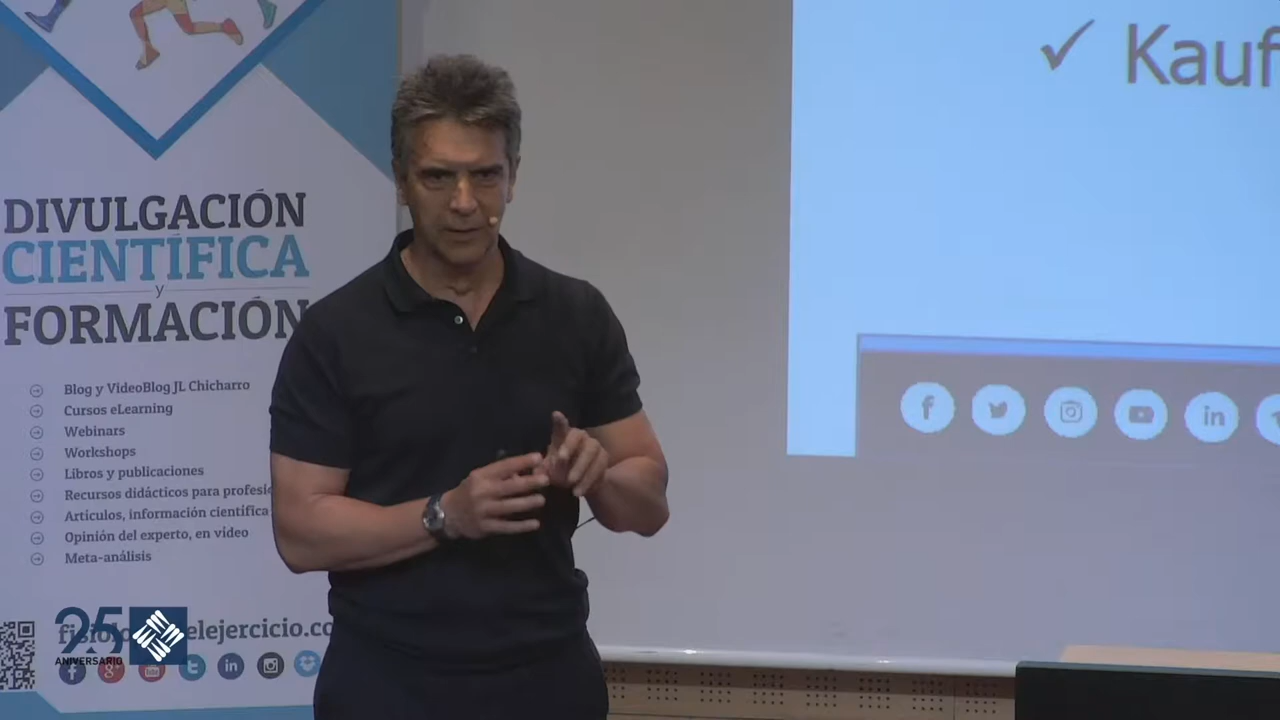 DIVULGACIÓN
CIENTÍFICA
y
FORMACIÓN
Blog y VideoBlog JL Chicharro
Cursos eLearning
Webinars
Workshops
Libros y publicaciones
Recursos didácticos para profesi
Articulos, información científica
Opinión del experto, en vídeo
Meta-análisis
elejercicio.co
25
ANIVERSARIO
✓ Kauf